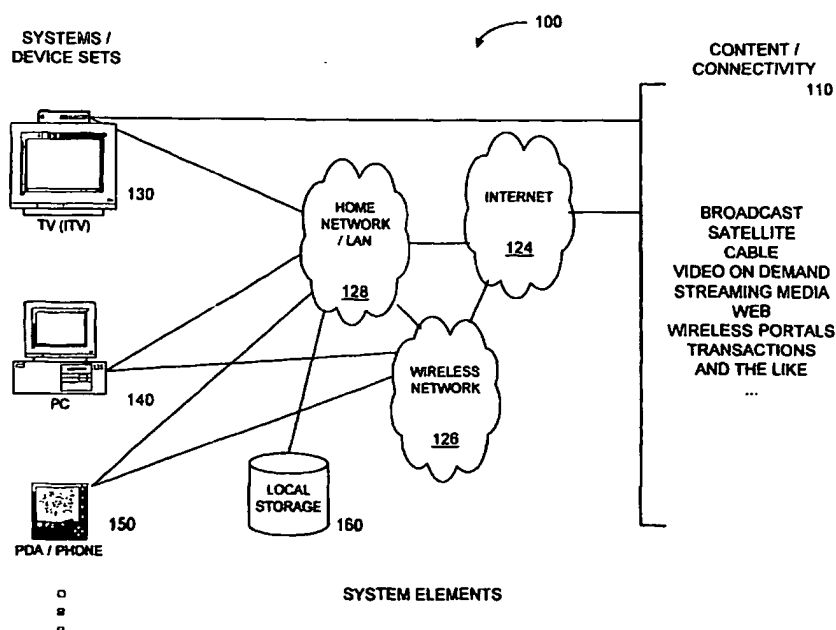 SYSTEMS /
DEVICE SETS
100
CONTENT /
CONNECTIVITY
110
130
TV (ITV)
HOME
NETWORK
/ LAN
128
INTERNET
124
BROADCAST
SATELLITE
CABLE
VIDEO ON DEMAND
STREAMING MEDIA
WEB
WIRELESS PORTALS
TRANSACTIONS
AND THE LIKE
...
140
PC
WIRELESS
NETWORK
126
150
PDA / PHONE
LOCAL
STORAGE
160
SYSTEM ELEMENTS